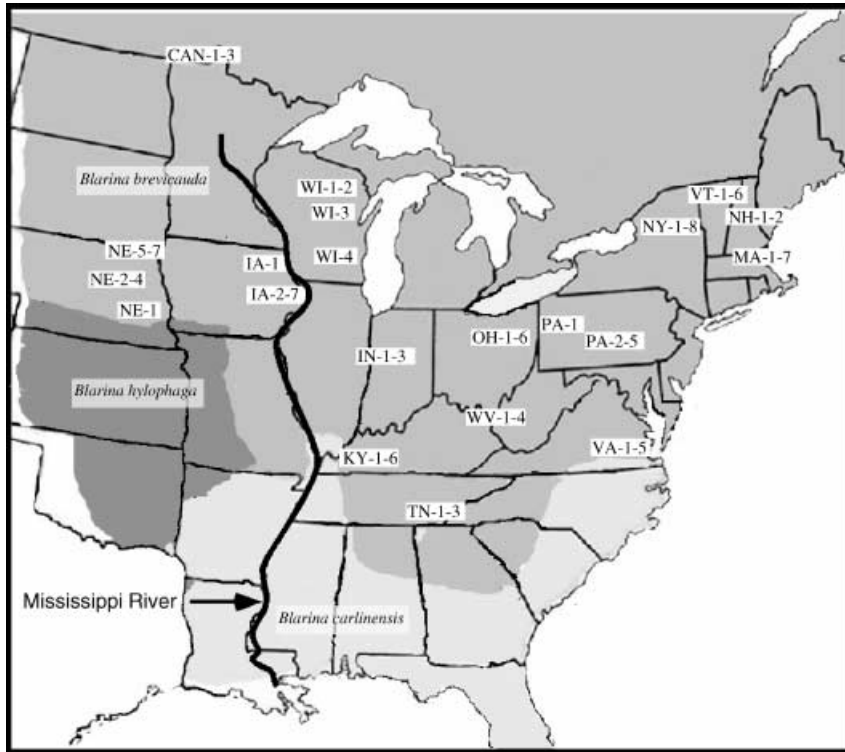 CAN-1-3
Blarina brevicauda
WI-1-2
WI-3
VT-1-6
NH-1-2
NY-1-8
NE-5-7
IA-1
WI-4
MA-1-7
NE-2-4
IA-2-7
NE-1
OH-1-6
PA-1
PA-2-5
IN-1-3
Blarina hylophaga
WV-1-4
KY-1-6
VA-1-5
TN-1-3
Mississippi River
Blarina carlinensis